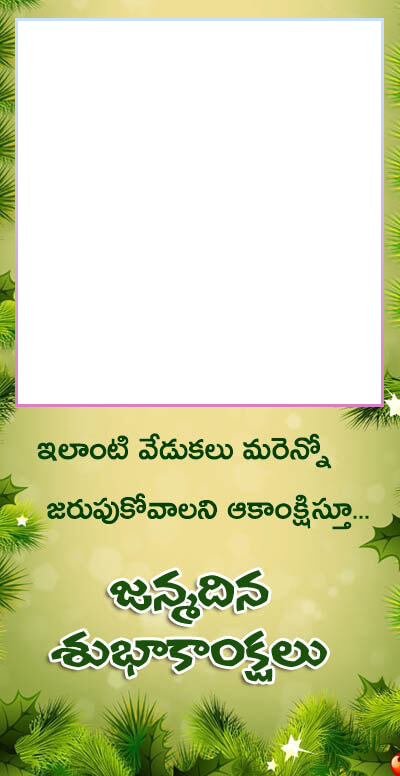 ఇలాంటి వేడుకలు మరెన్నో
జరుపుకోవాలని ఆకాంక్షిస్తూ...
జన్మదిన
శుభాకాంక్షలు